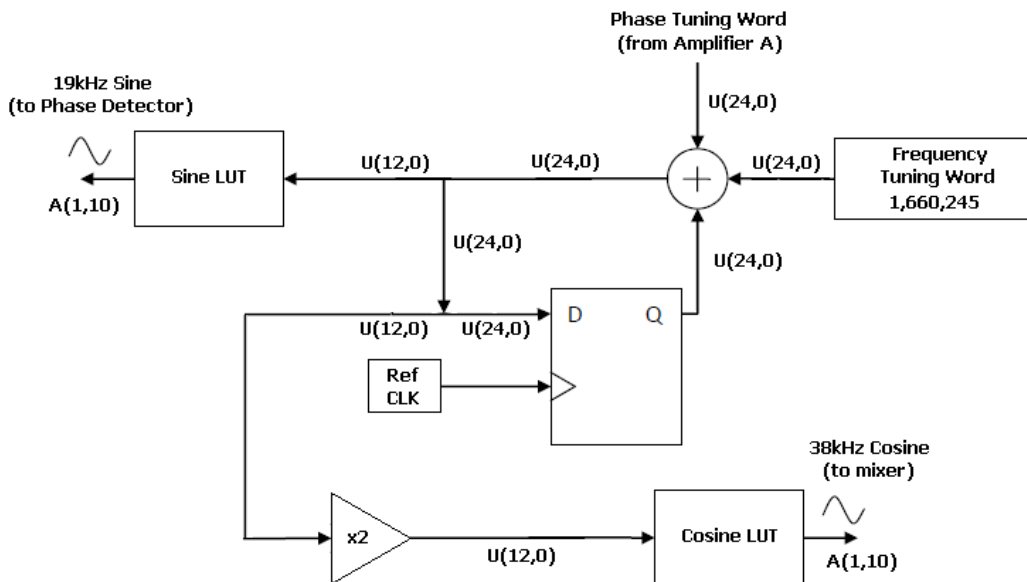 Phase Tuning Word
(from Amplifier A)
19kHz Sine
(to Phase Detector)
U(24,0)
Sine LUT
U(12,0)
U(24,0)
U(24,0)
Frequency
Tuning Word
1,660,245
A(1,10)
U(24,0)
U(24,0)
D
Q
U(12,0)
U(24,0)
Ref
CLK
38kHz Cosine
(to mixer)
x2
U(12,0)
Cosine LUT
A(1,10)